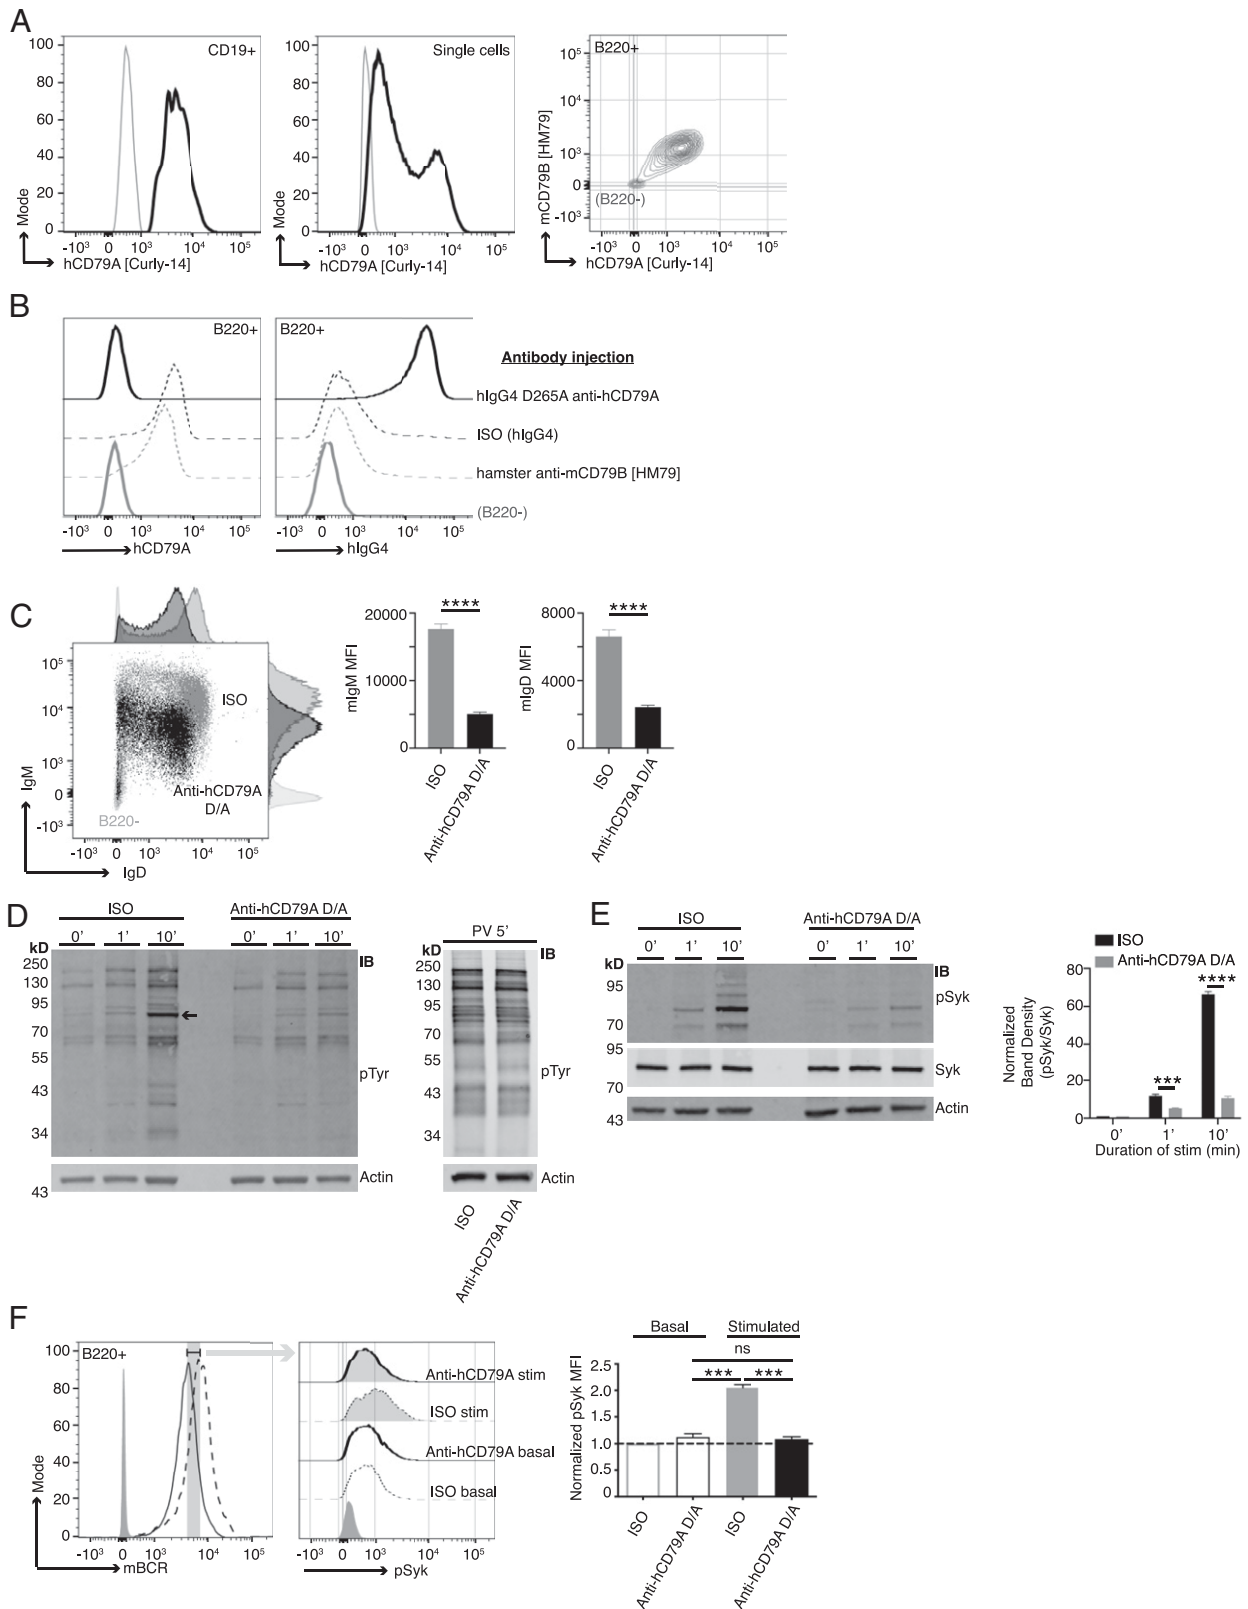 A
100
80
60
40
20
0
Mode
CD19+
-10³ 0 10³ 10⁴ 10⁵
hCD79A [Curly-14]
100
80
60
40
20
0
Mode
Single cells
-10³ 0 10³ 10⁴ 10⁵
hCD79A [Curly-14]
B220+
10⁵
10⁴
10³
0
-10³
mCD79B [HM79]
(B220-)
-10³ 0 10³ 10⁴ 10⁵
hCD79A [Curly-14]
B
B220+
B220+
Antibody injection
hIgG4 D265A anti-hCD79A
ISO (hIgG4)
hamster anti-mCD79B [HM79]
(B220-)
-10³ 0 10³ 10⁴ 10⁵
hCD79A
-10³ 0 10³ 10⁴ 10⁵
hIgG4
C
10⁵
10⁴
10³
0
-10³
IgM
ISO
Anti-hCD79A
D/A
B220-
-10³ 0 10³ 10⁴ 10⁵
IgD
20000
10000
0
mIgM MFI
****
ISO
Anti-hCD79A D/A
8000
4000
0
mIgD MFI
****
ISO
Anti-hCD79A D/A
D
ISO
Anti-hCD79A D/A
0' 1' 10' 0' 1' 10'
kD
IB
250
130
95
70
55
43
34
pTyr
43
Actin
PV 5'
kD
IB
250
130
95
70
55
43
34
pTyr
Actin
ISO
Anti-hCD79A D/A
E
ISO
Anti-hCD79A D/A
0' 1' 10' 0' 1' 10'
kD
IB
95
pSyk
70
95
Syk
70
Actin
43
ISO
Anti-hCD79A D/A
80
60
40
20
0
Normalized
Band Density
(pSyk/Syk)
***
****
0' 1' 10'
Duration of stim (min)
F
100
80
60
40
20
0
Mode
B220+
-10³ 0 10³ 10⁴ 10⁵
mBCR
Anti-hCD79A stim
ISO stim
Anti-hCD79A basal
ISO basal
-10³ 0 10³ 10⁴ 10⁵
pSyk
Basal Stimulated
ns
*** ***
2.5
2.0
1.5
1.0
0.5
0
Normalized pSyk MFI
ISO
Anti-hCD79A D/A
ISO
Anti-hCD79A D/A